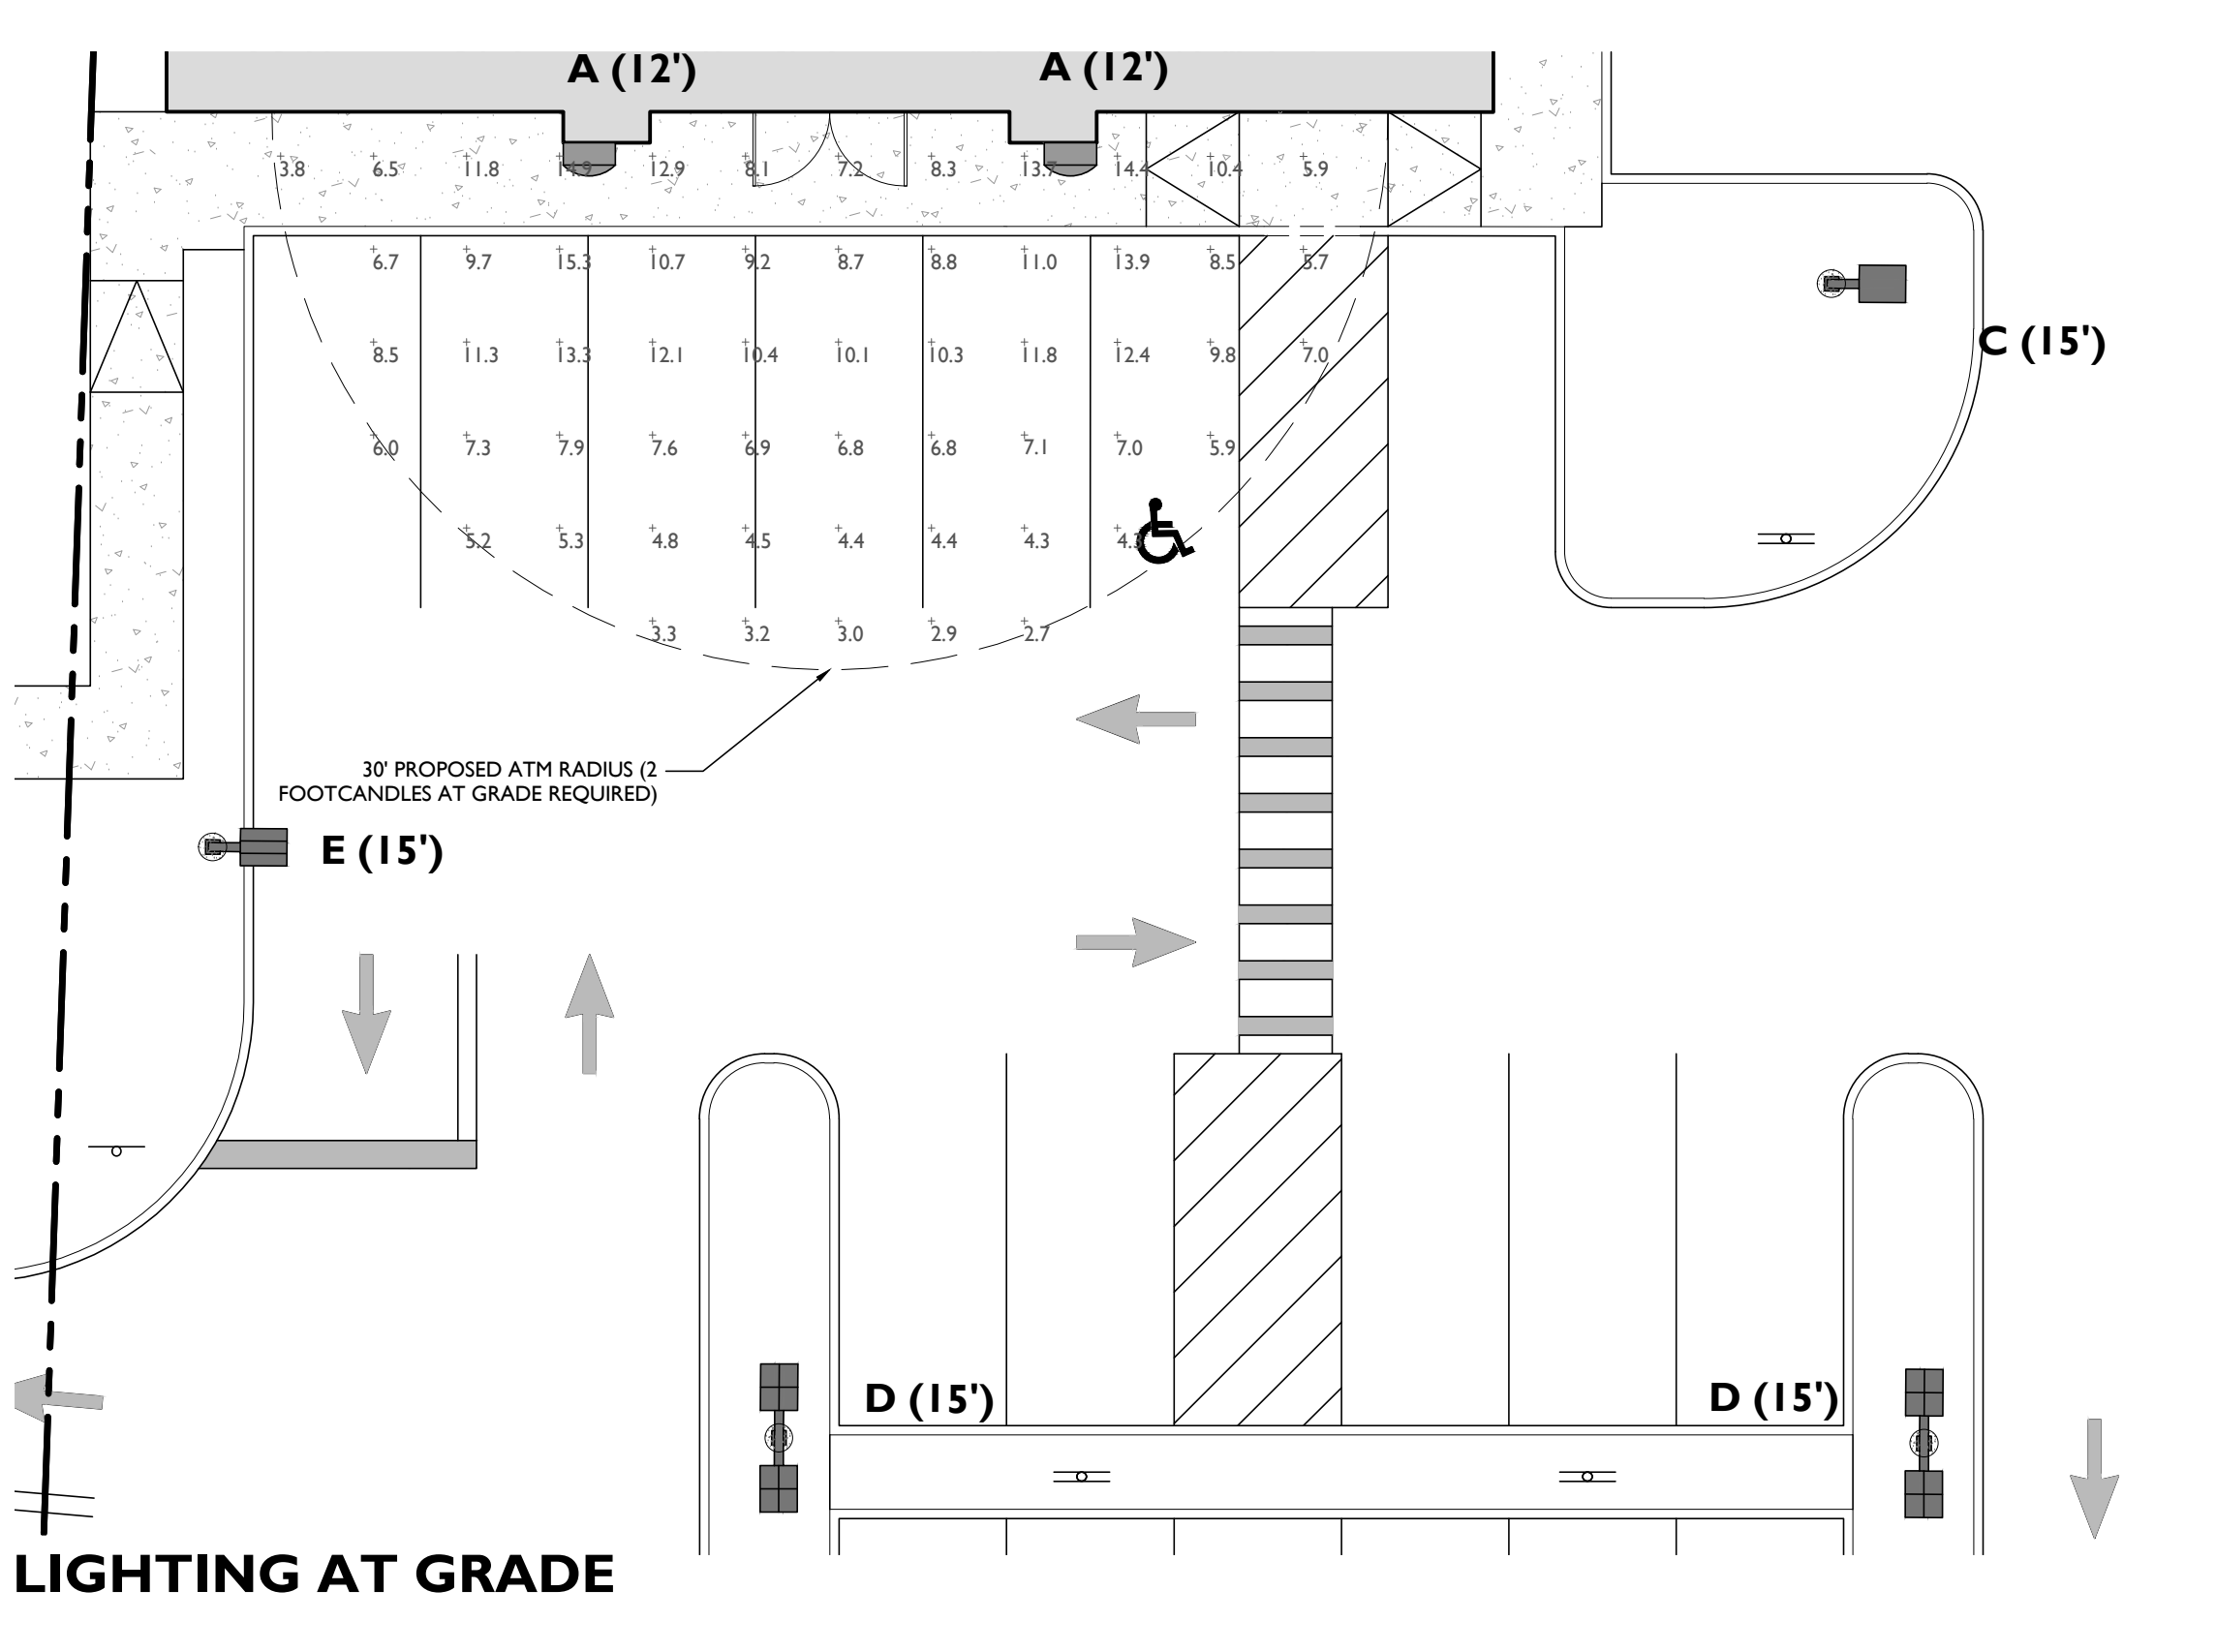 A (12') A (12')
3.8 6.5 11.8 14.9 12.9 8.1 7.2 8.3 13.7 14.4 10.4 5.9
6.7 9.7 15.3 10.7 9.2 8.7 8.8 11.0 13.9 8.5 5.7
C (15')
8.5 11.3 13.3 12.1 10.4 10.1 10.3 11.8 12.4 9.8 7.0
6.0 7.3 7.9 7.6 6.9 6.8 6.8 7.1 7.0 5.9
5.2 5.3 4.8 4.5 4.4 4.4 4.3 4.3
3.3 3.2 3.0 2.9 2.7
30' PROPOSED ATM RADIUS (2
FOOTCANDLES AT GRADE REQUIRED)
E (15')
D (15') D (15')
LIGHTING AT GRADE